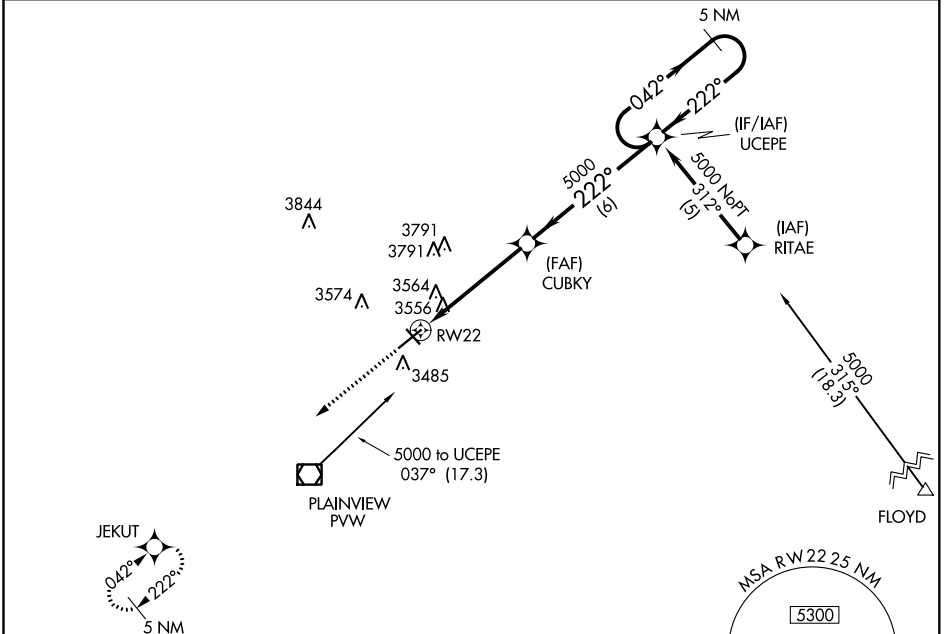 5 NM
042°
222°
(IF/IAF)
UCEPE
5000
222°
(6)
5000 NoPT
312°
(5)
(IAF)
RITAE
3844
3791
3791
(FAF)
CUBKY
3574
3564
3556
RW22
3485
5000
315°
(18.3)
5000 to UCEPE
037° (17.3)
PLAINVIEW
PVW
FLOYD
JEKUT
042°
222°
5 NM
MSA RW22 25 NM
5300